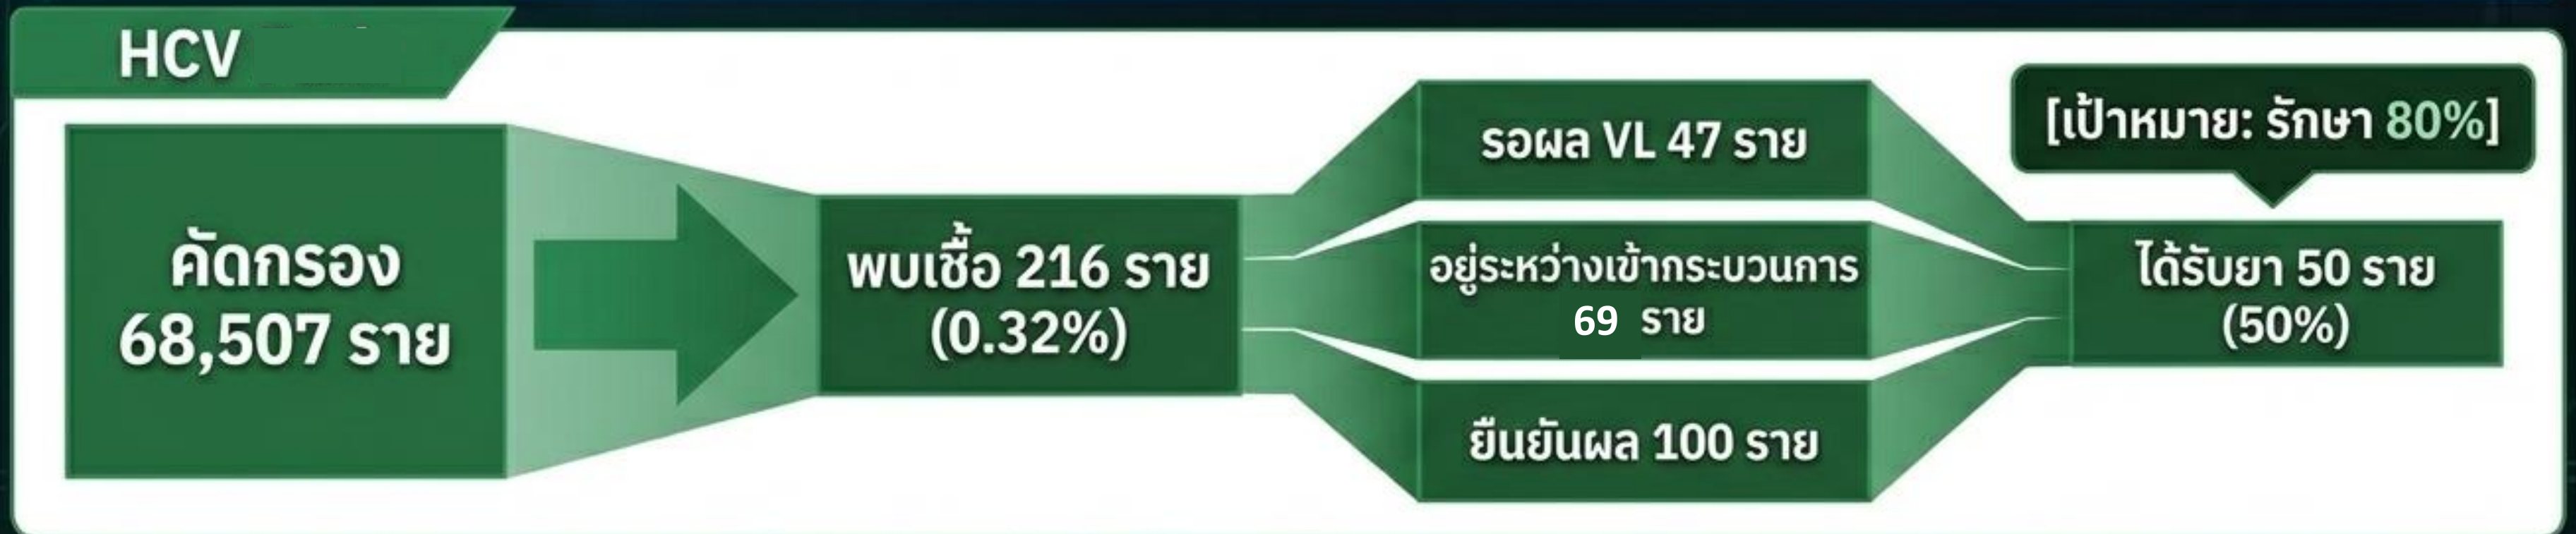 HCV
คัดกรอง
68,507 ราย
พบเชื้อ 216 ราย
(0.32%)
รอผล VL 47 ราย
อยู่ระหว่างเข้ากระบวนการ
69 ราย
ยืนยันผล 100 ราย
[เป้าหมาย: รักษา 80%]
ได้รับยา 50 ราย
(50%)